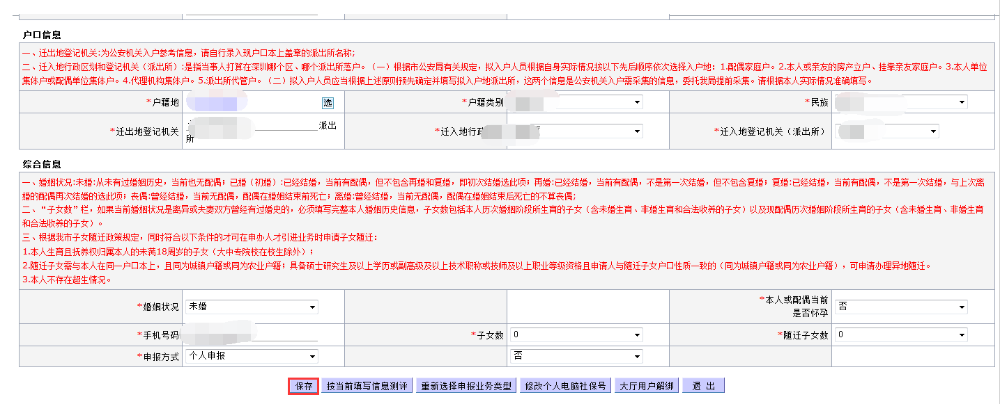 户口信息
一、迁出地登记机关:为公安机关入户参考信息，请自行录入现户口本上盖章的派出所名称;
二、迁入地行政区划和登记机关（派出所）:是指当事人打算在深圳哪个区、哪个派出所落户。（一）根据市公安局有关规定，拟入户人员根据自身实际情况按以下先后顺序依次选择入户地：1.配偶家庭户。2.本人或亲友的房产立户、挂靠亲友家庭户。3.本人单位
集体户或配偶单位集体户。4.代理机构集体户。5.派出所代管户。（二）拟入户人员应当根据上述原则预先确定并填写拟入户地派出所，这两个信息是公安机关入户需采集的信息，委托我局提前采集。请根据本人实际情况准确填写。
*户籍地 选 *户籍类别 *民族
*迁出地登记机关 派出所 *迁入地行政 *迁入地登记机关（派出所）
综合信息
一、婚姻状况:未婚:从未有过婚姻历史，当前也无配偶；已婚（初婚）:已经结婚，当前有配偶，但不包含再婚和复婚，即初次结婚选此项；再婚:已经结婚，当前有配偶，不是第一次结婚，但不包含复婚；复婚:已经结婚，当前有配偶，不是第一次结婚，与上次离
婚的配偶再次结婚的选此项；丧偶:曾经结婚，当前无配偶，配偶在婚姻结束前死亡；离婚:曾经结婚，当前无配偶，配偶在婚姻结束后死亡的不算丧偶;
二、“子女数”栏，如果当前婚姻状况是离异或夫妻双方曾经有过婚史的，必须填写完整本人婚姻历史信息，子女数包括本人历次婚姻阶段所生育的子女（含未婚生育、非婚生育和合法收养的子女）以及现配偶历次婚姻阶段所生育的子女（含未婚生育、非婚生育
和合法收养的子女）。
三、根据我市子女随迁政策规定，同时符合以下条件的才可在申办人才引进业务时申请子女随迁：
1.本人生育且抚养权归属本人的未满18周岁的子女（大中专院校在校生除外）；
2.随迁子女需与本人在同一户口本上，且同为城镇户籍或同为农业户籍；具备硕士研究生及以上学历或副高级及以上技术职称或技师及以上职业等级资格且申请人与随迁子女户口性质一致的（同为城镇户籍或同为农业户籍），可申请办理异地随迁。
3.本人不存在超生情况。
*婚姻状况 未婚 *本人或配偶当前是否怀孕 否
*手机号码 *子女数 0 *随迁子女数 0
*申报方式 个人申报 否
保存 按当前填写信息测评 重新选择申报业务类型 修改个人电脑社保号 大厅用户解绑 退 出